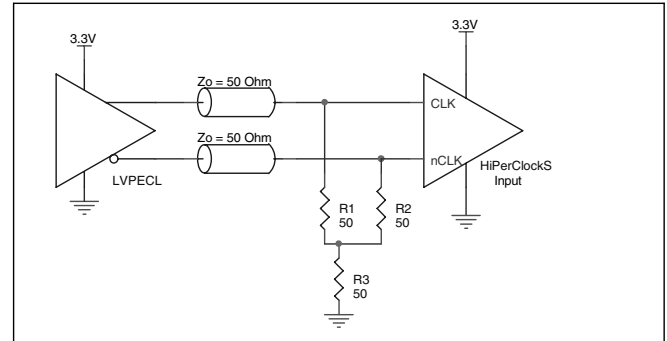 3.3V
3.3V
Zo = 50 Ohm
CLK
Zo = 50 Ohm
nCLK
LVPECL
HiPerClockS
Input
R1
50
R2
50
R3
50